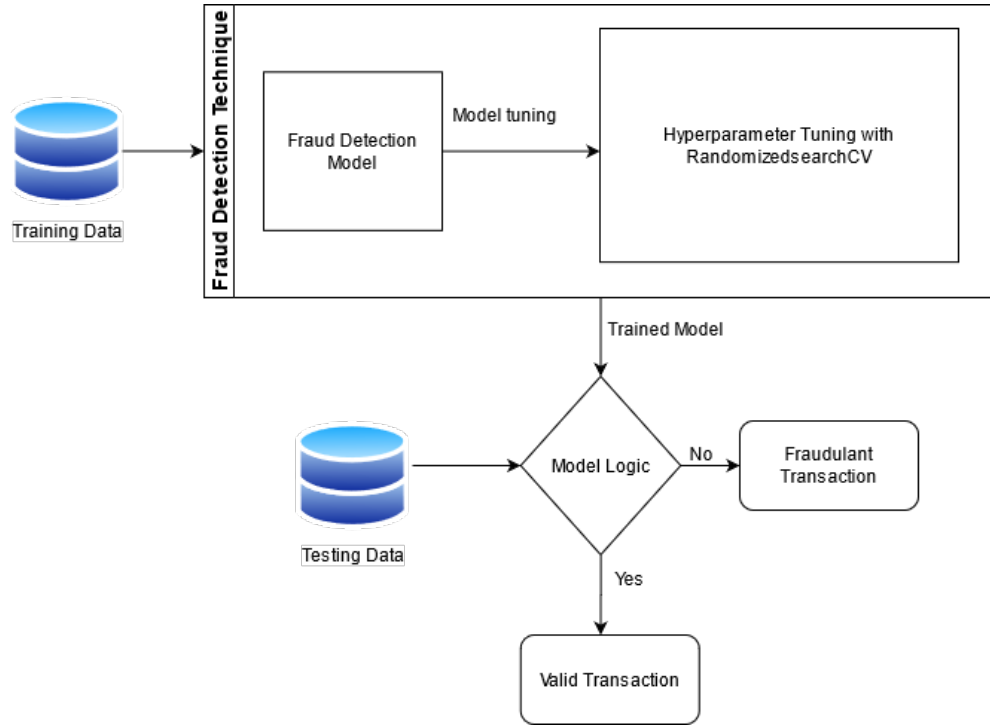 Fraud Detection Technique
Training Data
Fraud Detection
Model
Model tuning
Hyperparameter Tuning with
RandomizedsearchCV
Trained Model
Testing Data
Model Logic
No
Fraudulant
Transaction
Yes
Valid Transaction